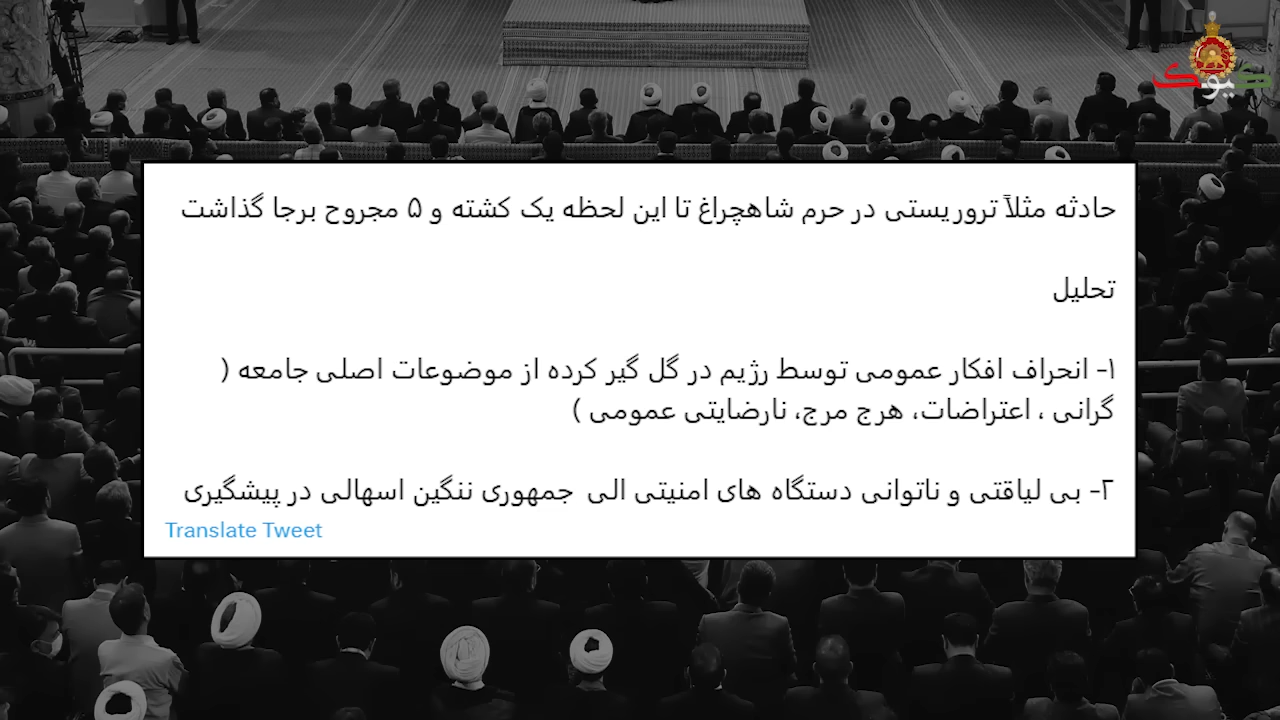 کیوک
حادثه مثلاً تروریستی در حرم شاهچراغ تا این لحظه یک کشته و ۵ مجروح برجا گذاشت
تحلیل
۱- انحراف افکار عمومی توسط رژیم در گل گیر کرده از موضوعات اصلی جامعه (
گرانی ، اعتراضات، هرج مرج، نارضایتی عمومی )
۲- بی لیاقتی و ناتوانی دستگاه های امنیتی الی جمهوری ننگین اسهالی در پیشگیری
Translate Tweet